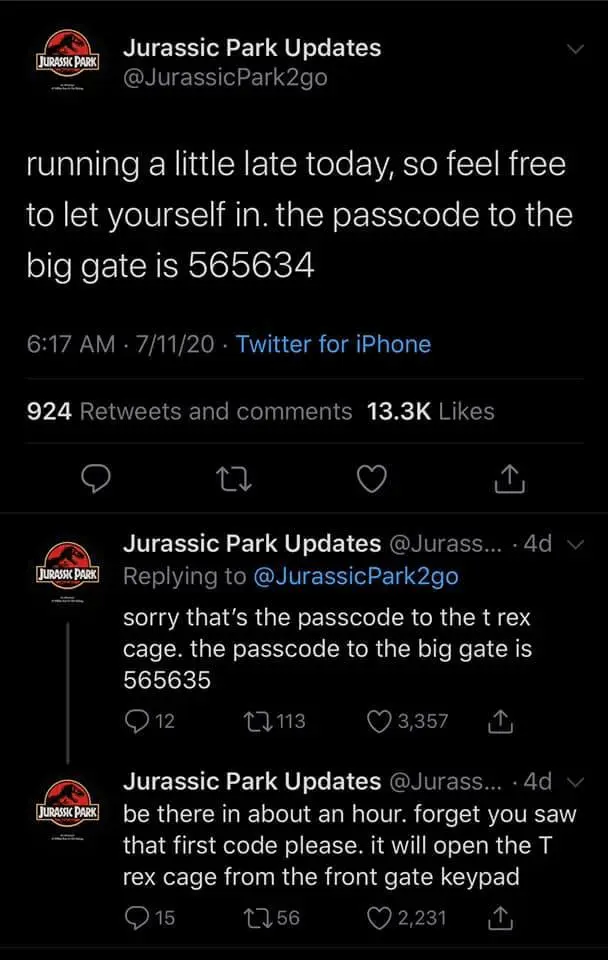 JURASSIC PARK
Jurassic Park Updates
@JurassicPark2go
running a little late today, so feel free
to let yourself in. the passcode to the
big gate is 565634
6:17 AM · 7/11/20 · Twitter for iPhone
924 Retweets and comments 13.3K Likes
JURASSIC PARK
Jurassic Park Updates @Jurass... · 4d
Replying to @JurassicPark2go
sorry that’s the passcode to the t rex
cage. the passcode to the big gate is
565635
12 113 3,357
JURASSIC PARK
Jurassic Park Updates @Jurass... · 4d
be there in about an hour. forget you saw
that first code please. it will open the T
rex cage from the front gate keypad
15 56 2,231